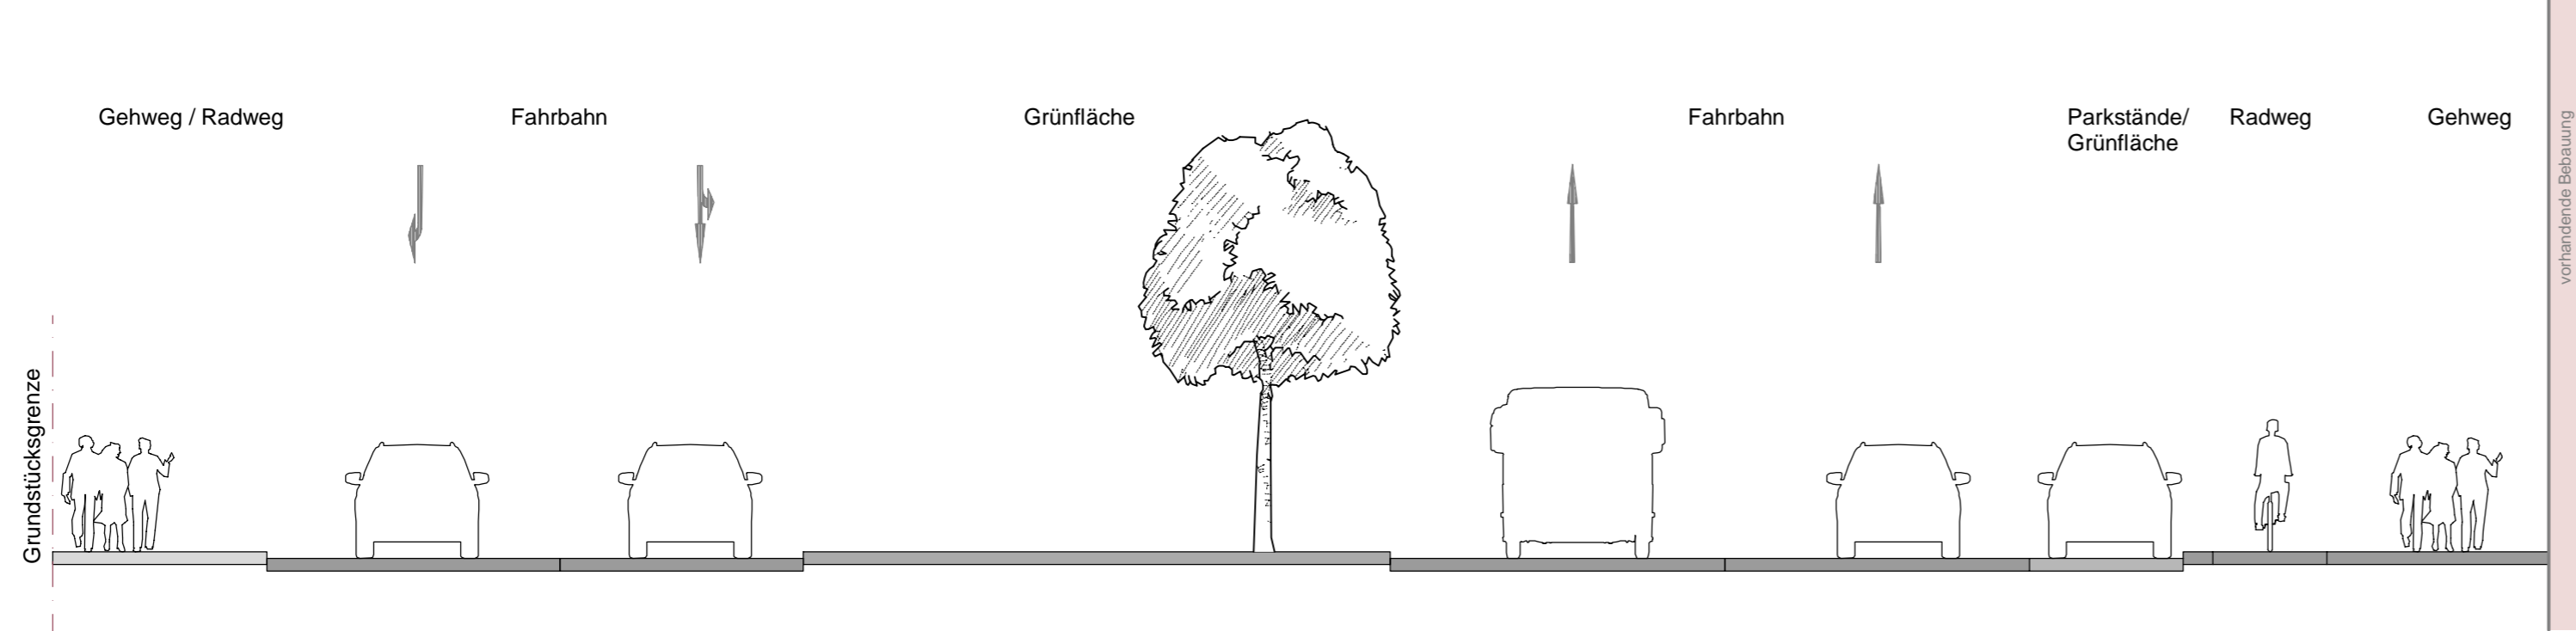 Gehweg / Radweg
Fahrbahn
Grünfläche
Fahrbahn
Parkstände/
Grünfläche
Radweg
Gehweg
vorhandende Bebauung
Grundstücksgrenze